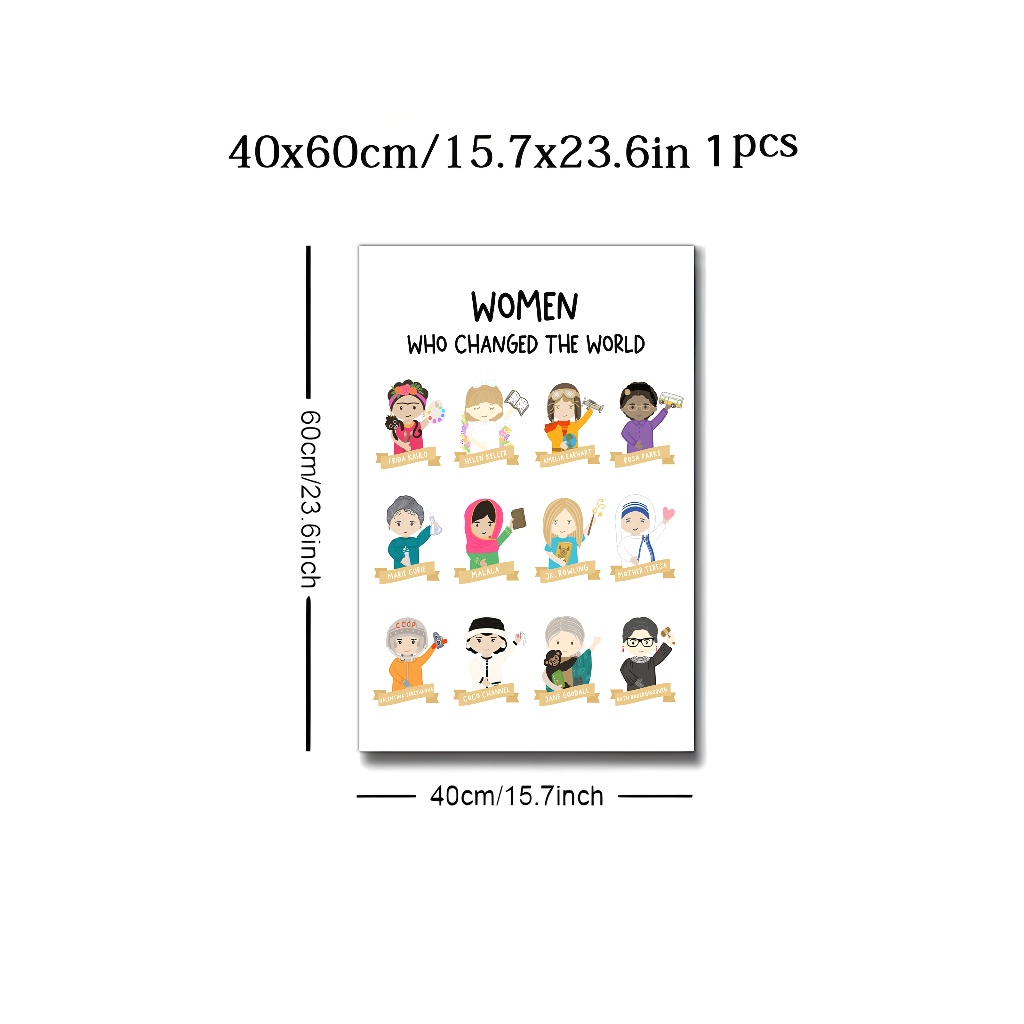 40x60cm/15.7x23.6in 1pcs
WOMEN
WHO CHANGED THE WORLD
FRIDA KAHLO
HELEN KELLER
AMELIA EARHART
ROSA PARKS
MARIE CURIE
MALALA
J.K. ROWLING
MOTHER TERESA
CCCP
VALENTINA TERESHKOVA
COCO CHANNEL
JANE GOODALL
RUTH BADER GINSBURG
60cm/23.6inch
40cm/15.7inch